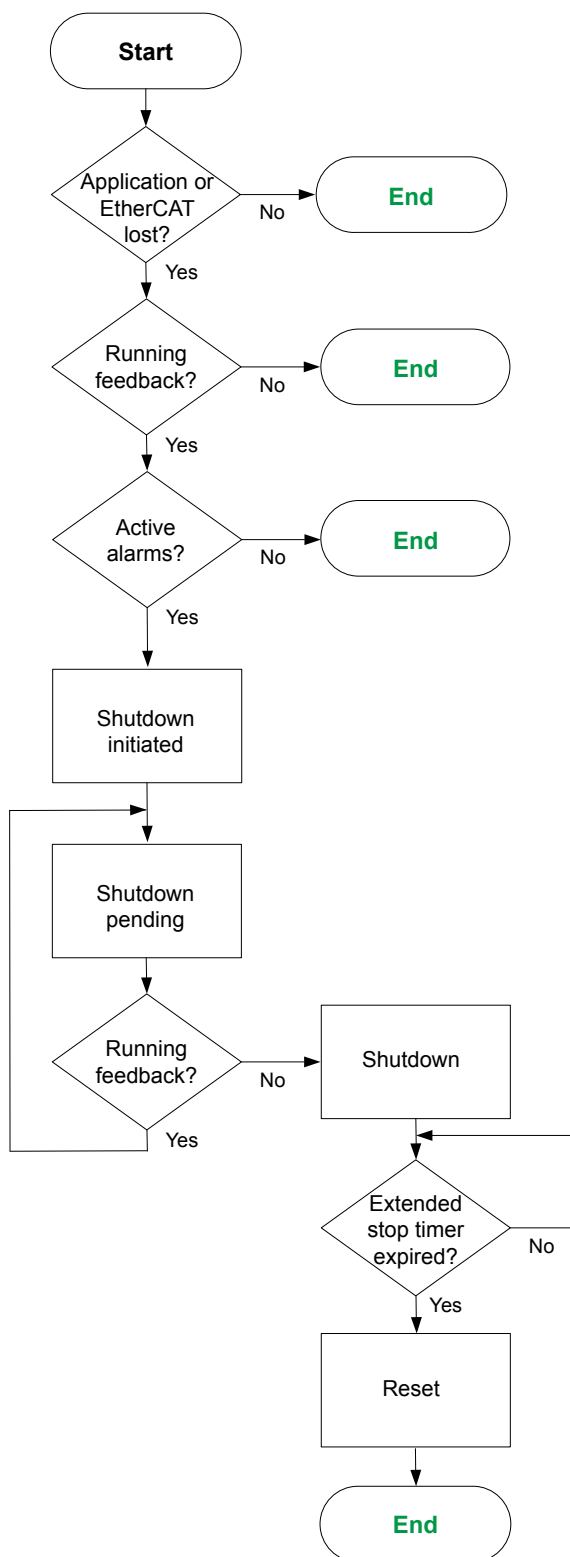 Start
Application or
EtherCAT
lost?
No
End
Yes
Running
feedback?
No
End
Yes
Active
alarms?
No
End
Yes
Shutdown
initiated
Shutdown
pending
Running
feedback?
No
Shutdown
Yes
Extended
stop timer
expired?
No
Yes
Reset
End